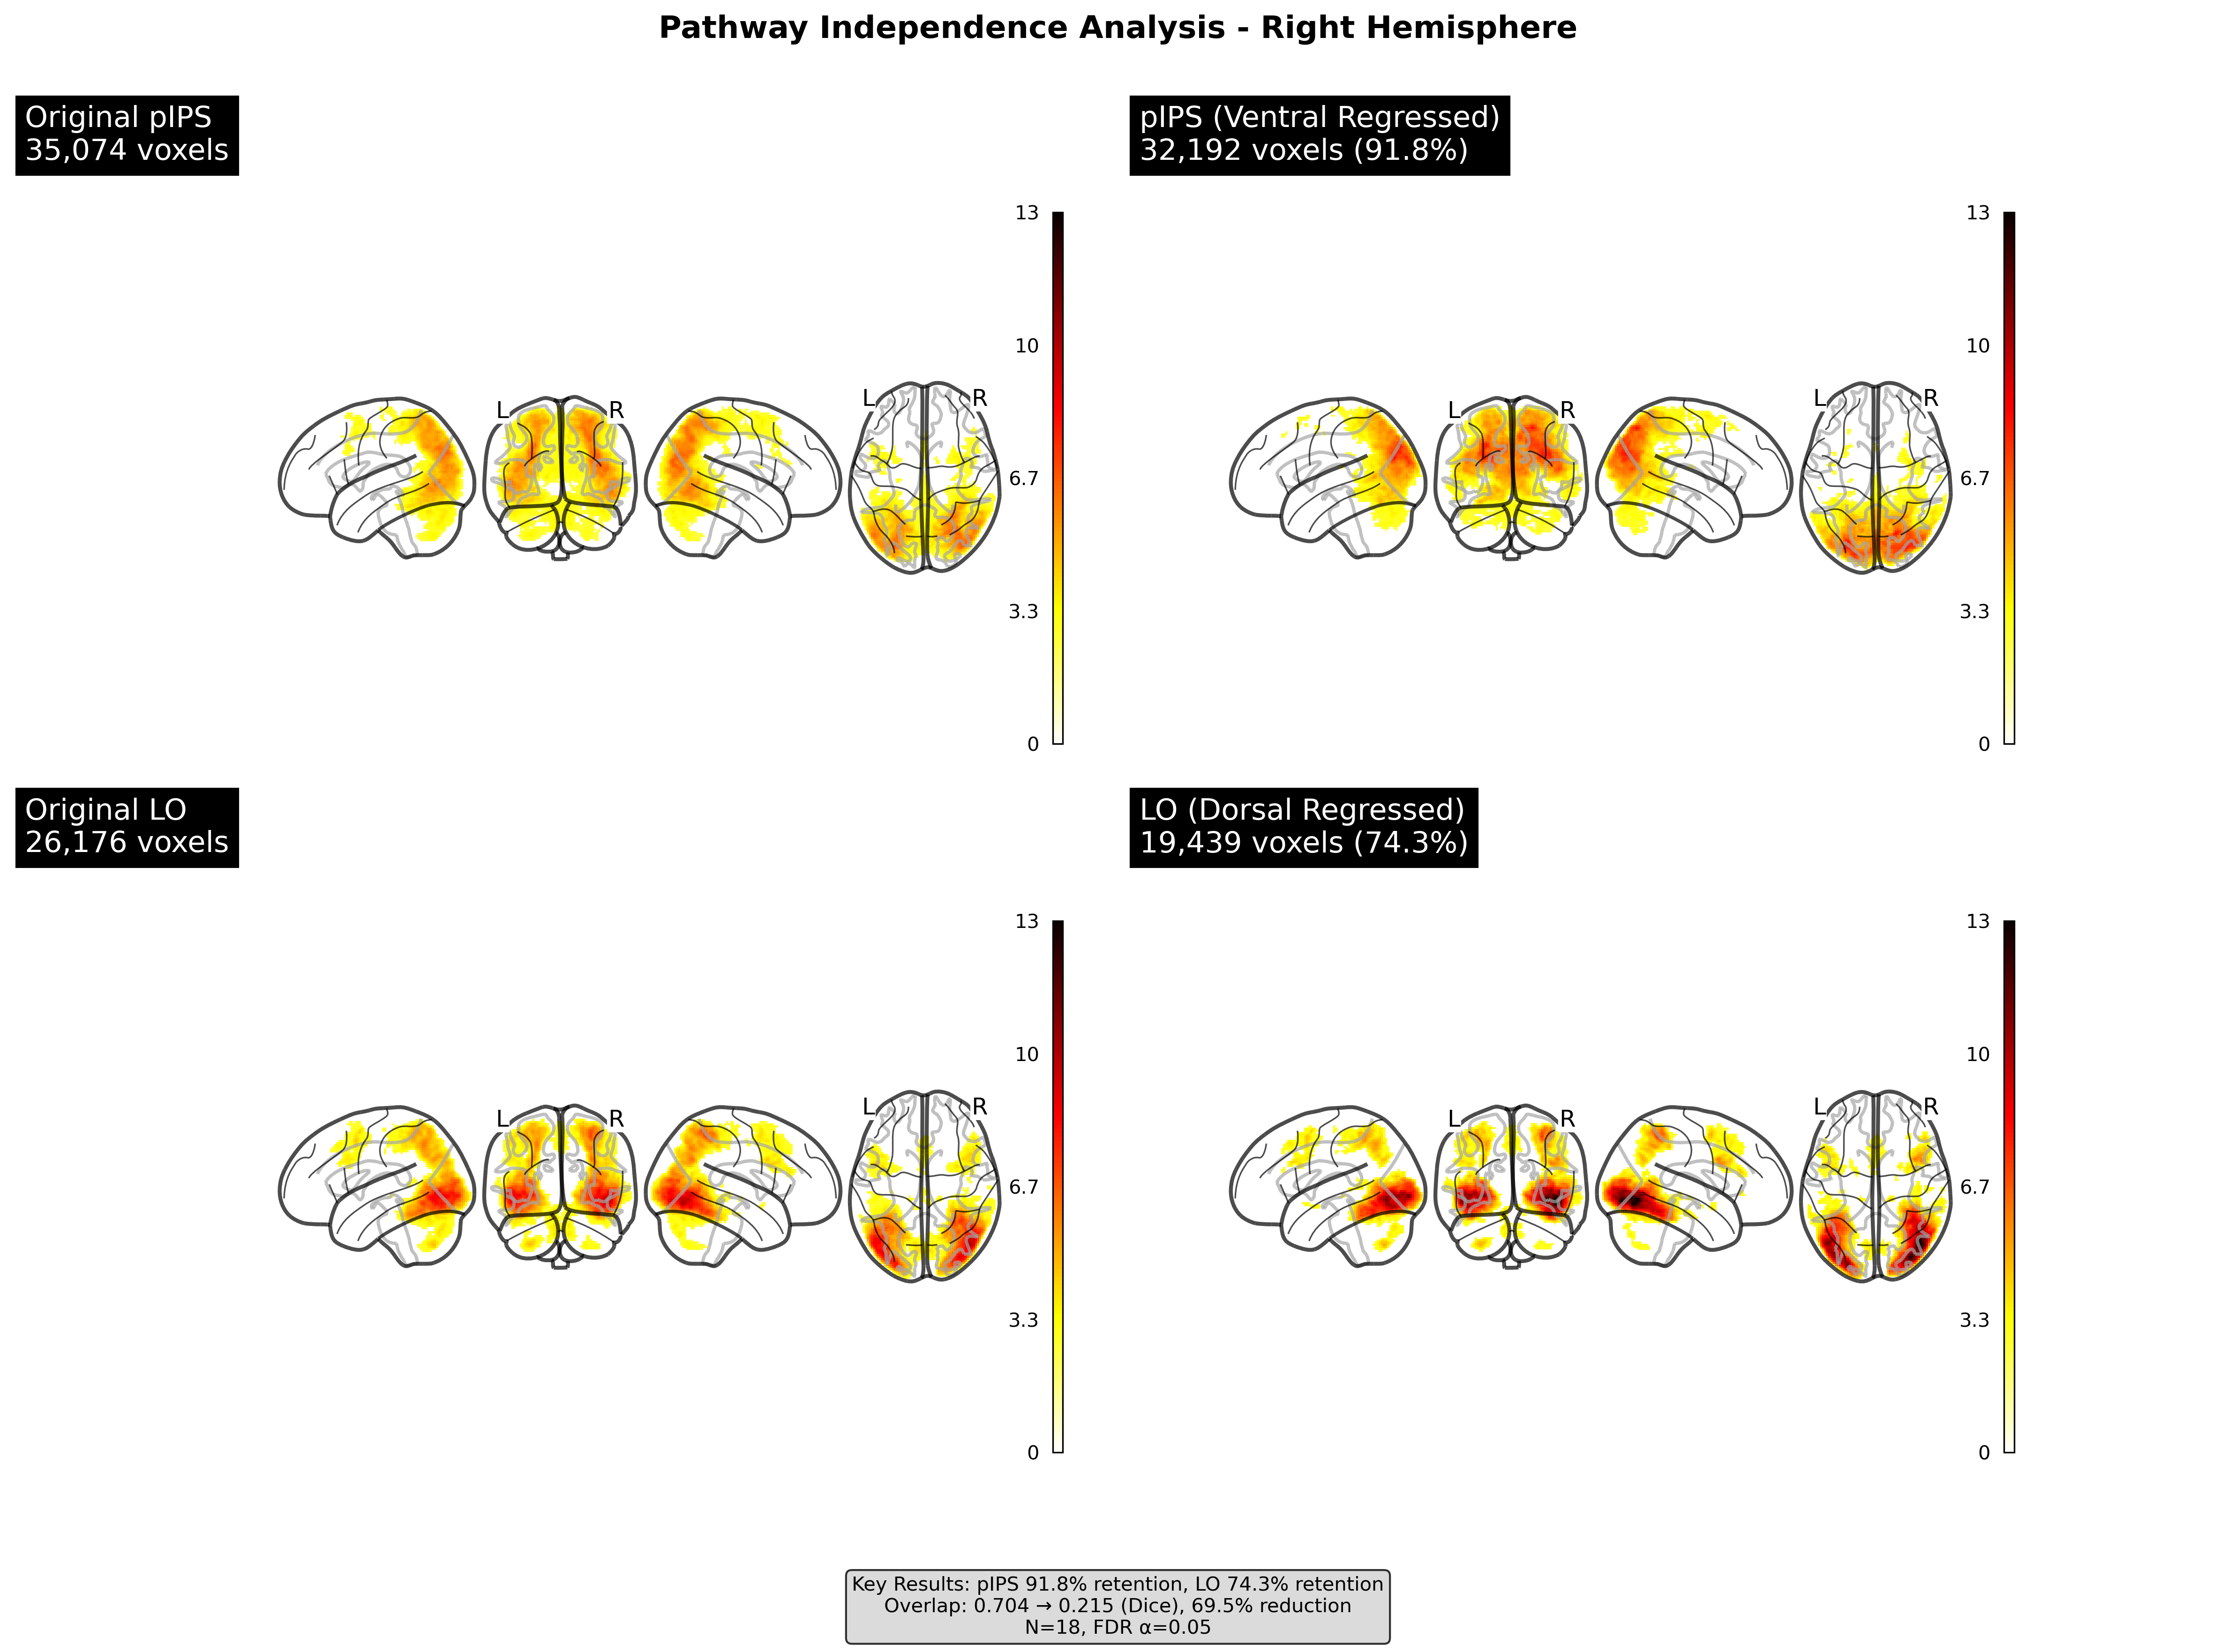 Pathway Independence Analysis - Right Hemisphere
Original pIPS
35,074 voxels
13
10
6.7
3.3
0
L
R
L
R
pIPS (Ventral Regressed)
32,192 voxels (91.8%)
13
10
6.7
3.3
0
L
R
L
R
Original LO
26,176 voxels
13
10
6.7
3.3
0
L
R
L
R
LO (Dorsal Regressed)
19,439 voxels (74.3%)
13
10
6.7
3.3
0
L
R
L
R
Key Results: pIPS 91.8% retention, LO 74.3% retention
Overlap: 0.704 → 0.215 (Dice), 69.5% reduction
N=18, FDR α=0.05